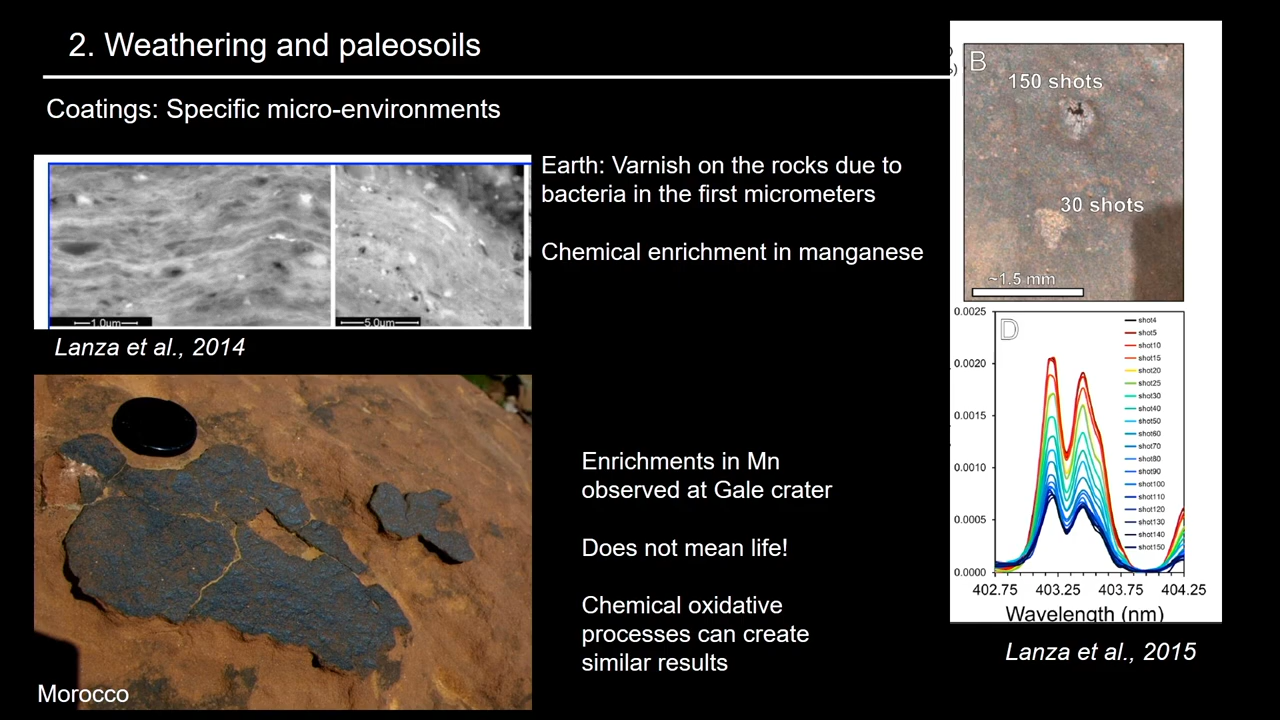 2. Weathering and paleosoils
Coatings: Specific micro-environments
1.0um
5.0um
Lanza et al., 2014
Earth: Varnish on the rocks due to
bacteria in the first micrometers
Chemical enrichment in manganese
Morocco
Enrichments in Mn
observed at Gale crater
Does not mean life!
Chemical oxidative
processes can create
similar results
B
150 shots
30 shots
~1.5 mm
D
0.0025
0.0020
0.0015
0.0010
0.0005
0.0000
shot4
shot5
shot10
shot15
shot20
shot25
shot30
shot40
shot50
shot60
shot70
shot80
shot90
shot100
shot110
shot120
shot130
shot140
shot150
402.75 403.25 403.75 404.25
Wavelength (nm)
Lanza et al., 2015